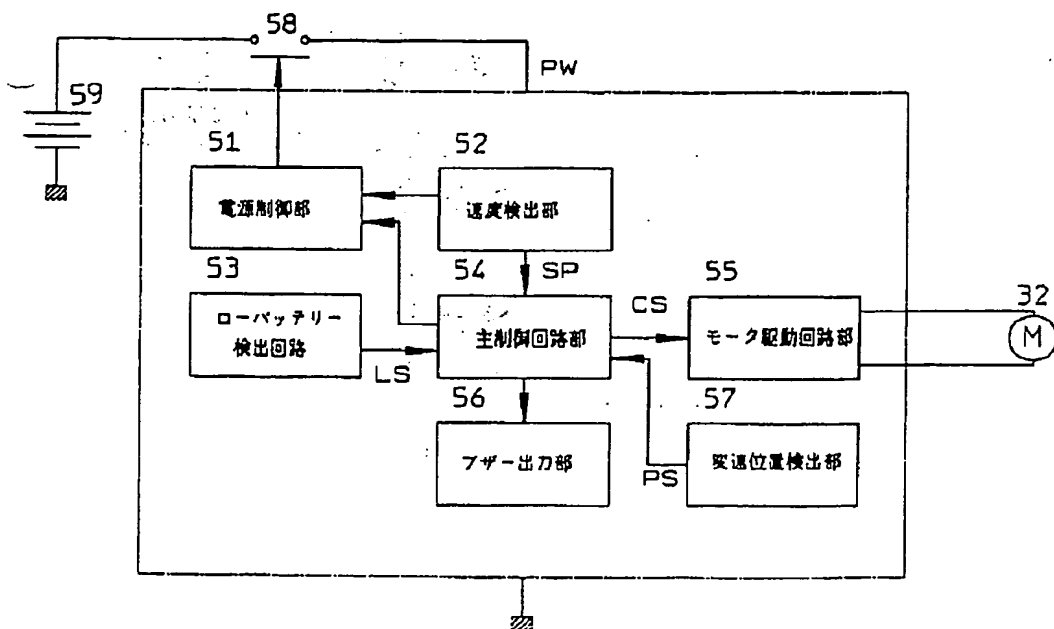 58
PW
59
51
52
電源制御部
速度検出部
53
54
SP
55
ローバッテリー
検出回路
LS
主制御回路部
CS
モータ駆動回路部
32
M
56
57
ブザー出力部
PS
変速位置検出部